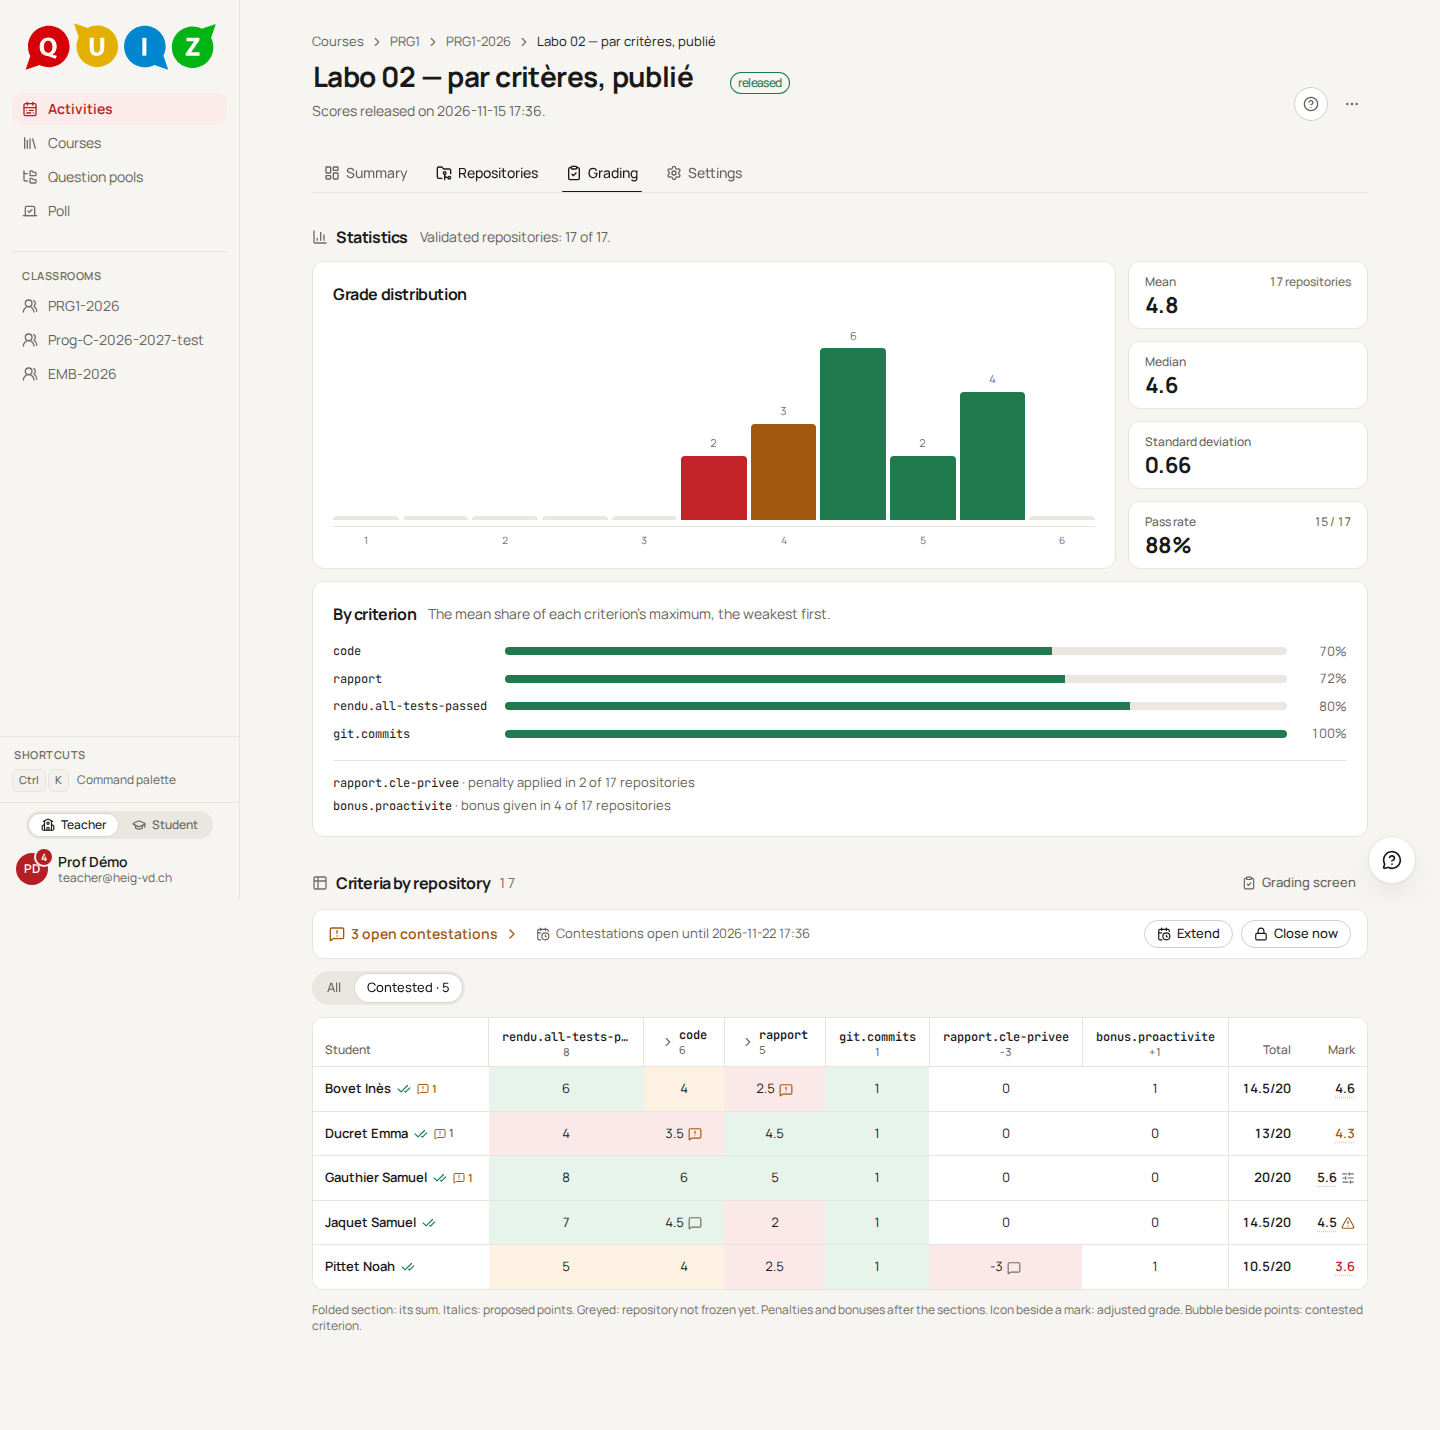 QUIZ
Activities
Courses
Question pools
Poll
CLASSROOMS
PRG1-2026
Prog-C-2026-2027-test
EMB-2026
SHORTCUTS
Ctrl K Command palette
Teacher Student
PD 4 Prof Démo
teacher@heig-vd.ch
Courses PRG1 PRG1-2026 Labo 02 — par critères, publié
Labo 02 — par critères, publié released
Scores released on 2026-11-15 17:36.
Summary Repositories Grading Settings
Statistics Validated repositories: 17 of 17.
Grade distribution
6
4
3
2
2
1 2 3 4 5 6
Mean 17 repositories
4.8
Median
4.6
Standard deviation
0.66
Pass rate 15 / 17
88%
By criterion The mean share of each criterion's maximum, the weakest first.
code 70%
rapport 72%
rendu.all-tests-passed 80%
git.commits 100%
rapport.cle-privee · penalty applied in 2 of 17 repositories
bonus.proactivite · bonus given in 4 of 17 repositories
Criteria by repository 17 Grading screen
3 open contestations Contestations open until 2026-11-22 17:36 Extend Close now
All Contested · 5
Student rendu.all-tests-p… 8 code 6 rapport 5 git.commits 1 rapport.cle-privee -3 bonus.proactivite +1 Total Mark
Bovet Inès 1 6 4 2.5 1 0 1 14.5/20 4.6
Ducret Emma 1 4 3.5 4.5 1 0 0 13/20 4.3
Gauthier Samuel 1 8 6 5 1 0 0 20/20 5.6
Jaquet Samuel 7 4.5 2 1 0 0 14.5/20 4.5
Pittet Noah 5 4 2.5 1 -3 1 10.5/20 3.6
Folded section: its sum. Italics: proposed points. Greyed: repository not frozen yet. Penalties and bonuses after the sections. Icon beside a mark: adjusted grade. Bubble beside points: contested
criterion.